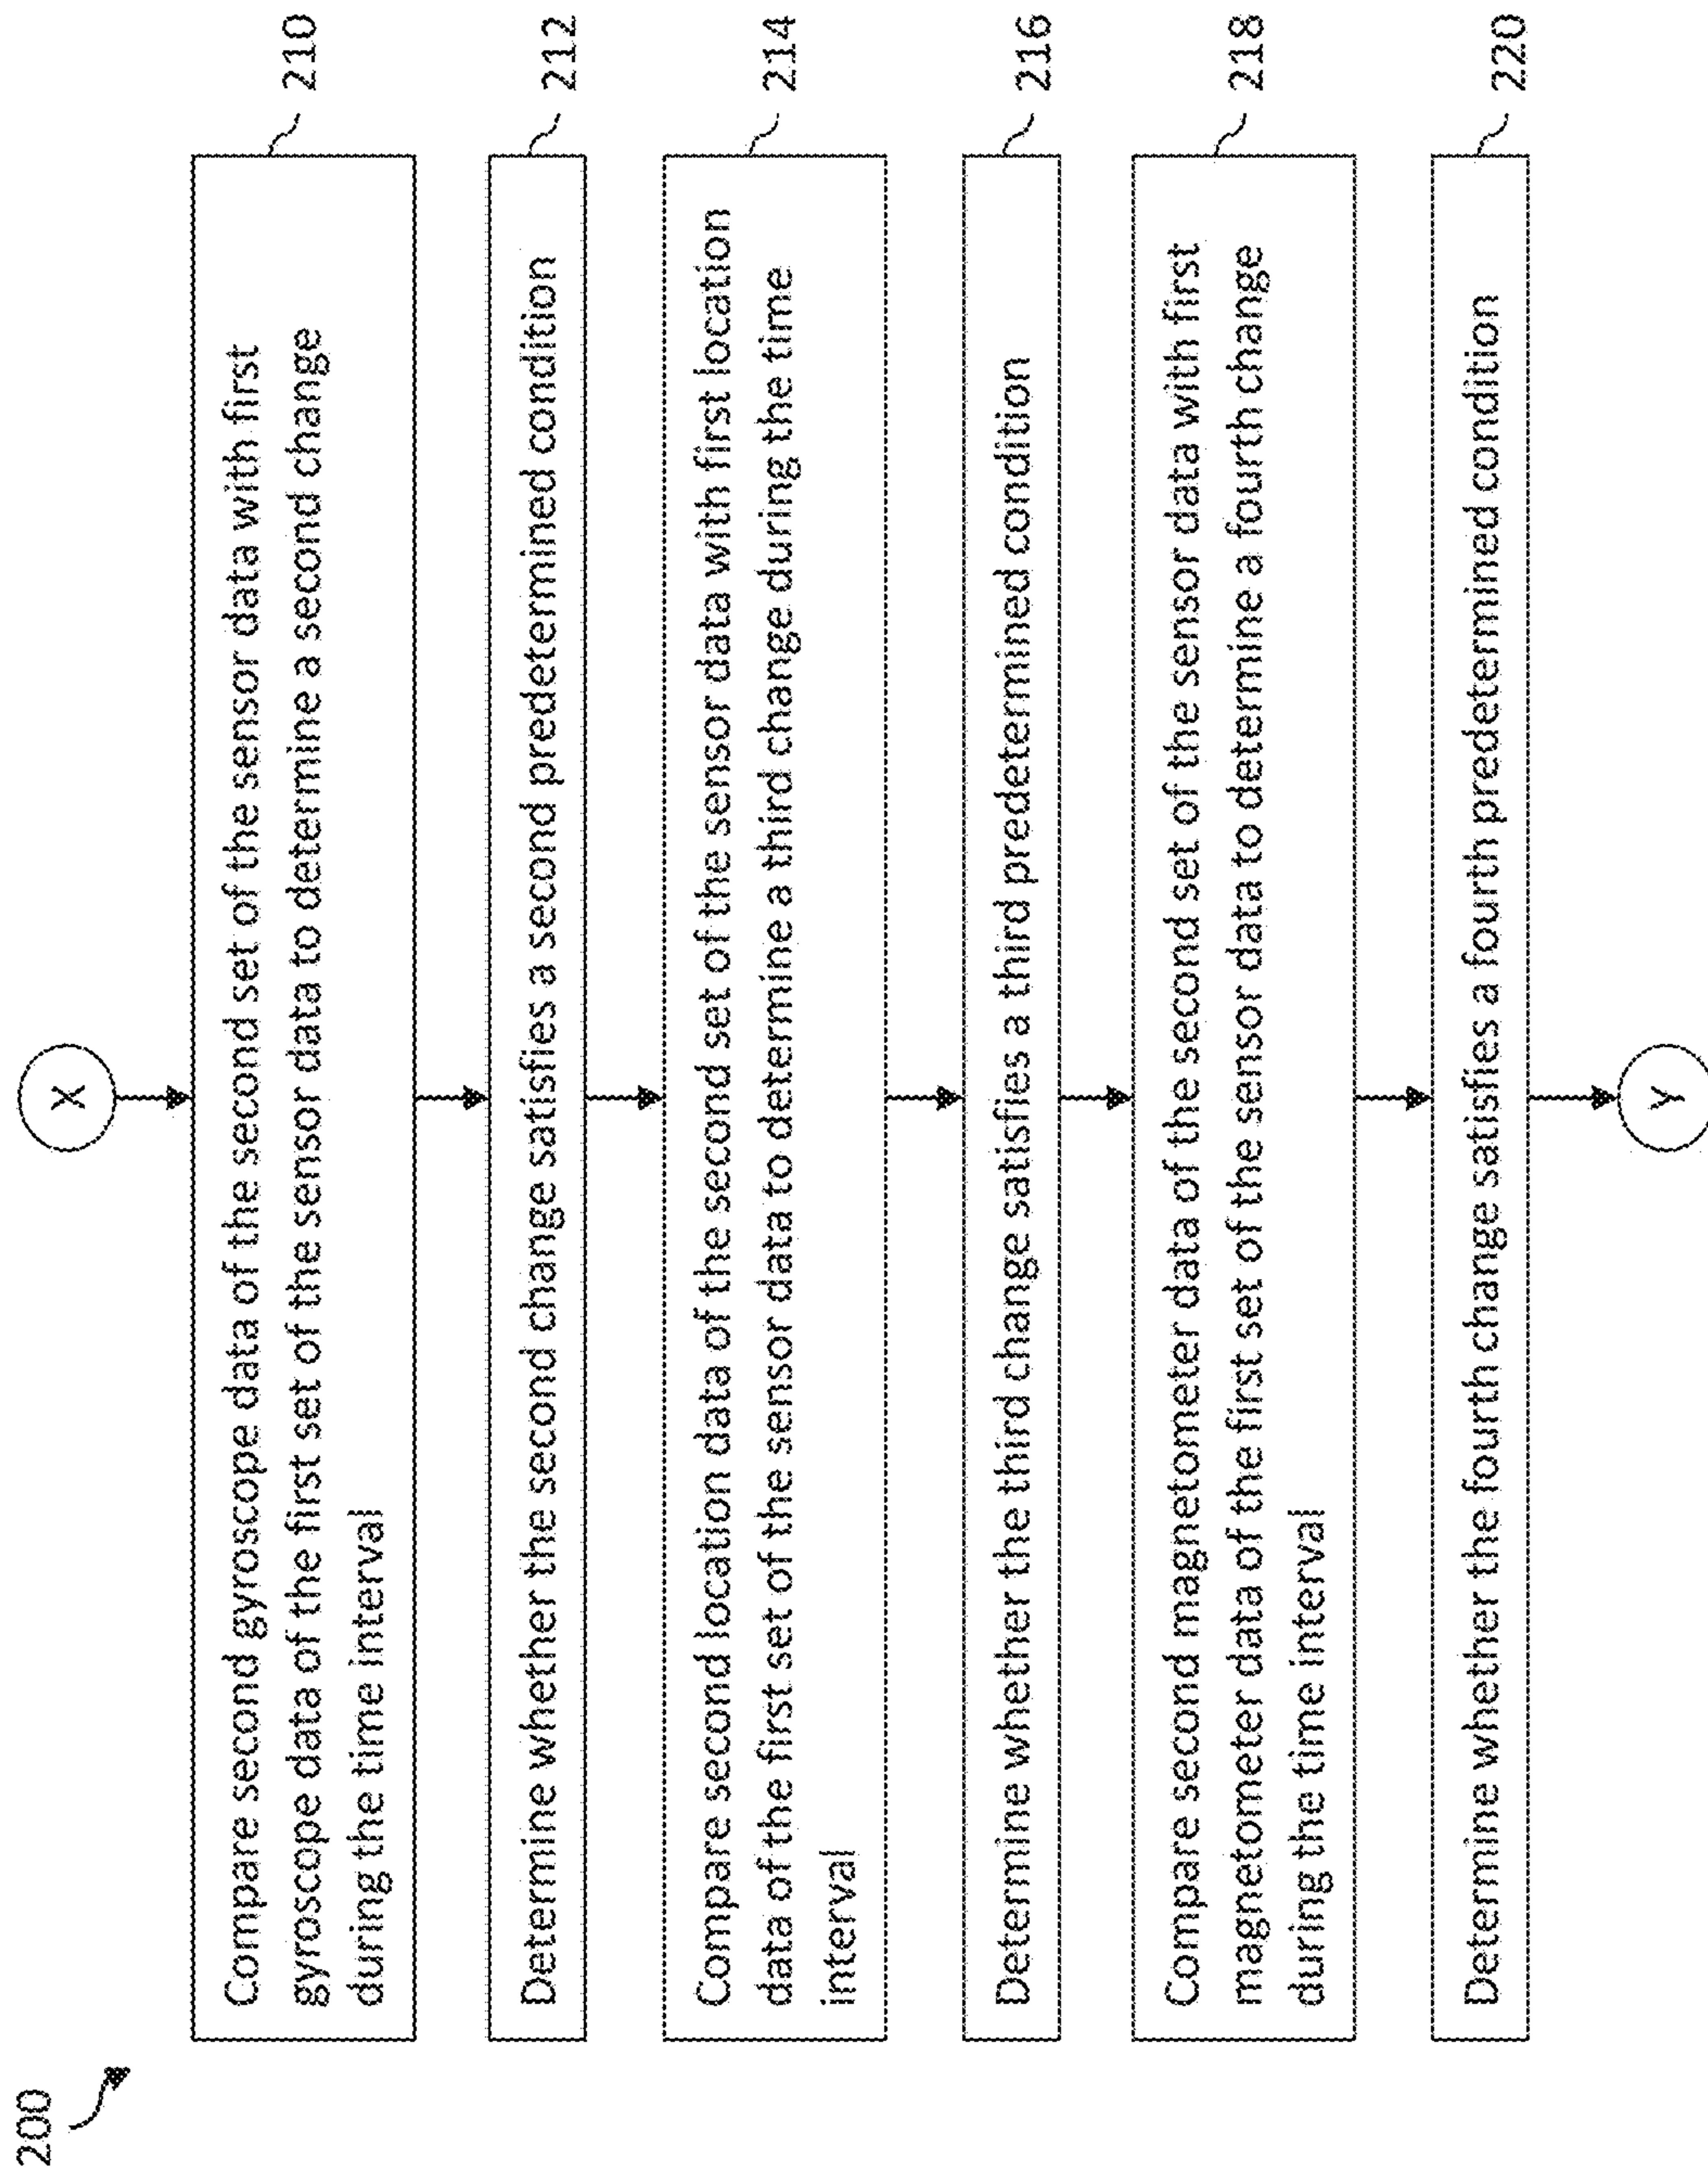 200
X
Compare second gyroscope data of the second set of the sensor data with first
gyroscope data of the first set of the sensor data to determine a second change
during the time interval
210
Determine whether the second change satisfies a second predetermined condition
212
Compare second location data of the second set of the sensor data with first location
data of the first set of the sensor data to determine a third change during the time
interval
214
Determine whether the third change satisfies a third predetermined condition
216
Compare second magnetometer data of the second set of the sensor data with first
magnetometer data of the first set of the sensor data to determine a fourth change
during the time interval
218
Determine whether the fourth change satisfies a fourth predetermined condition
220
Y